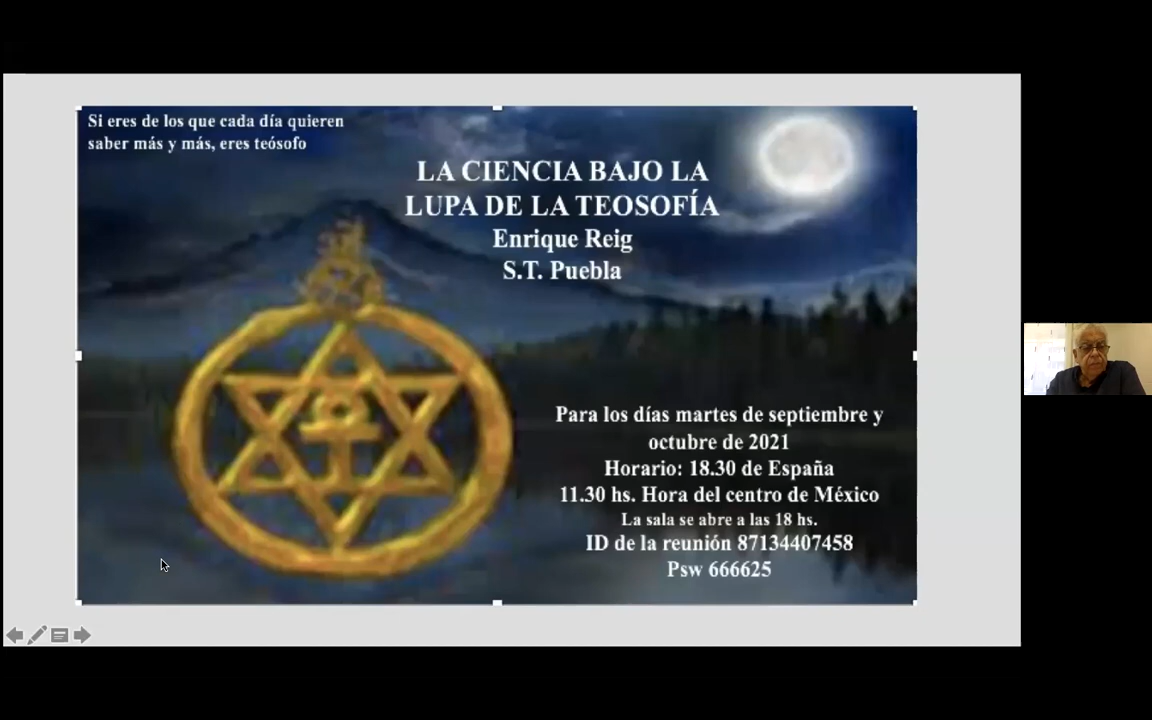 Si eres de los que cada día quieren
saber más y más, eres teósofo
LA CIENCIA BAJO LA
LUPA DE LA TEOSOFÍA
Enrique Reig
S.T. Puebla
Para los días martes de septiembre y
octubre de 2021
Horario: 18.30 de España
11.30 hs. Hora del centro de México
La sala se abre a las 18 hs.
ID de la reunión 87134407458
Psw 666625